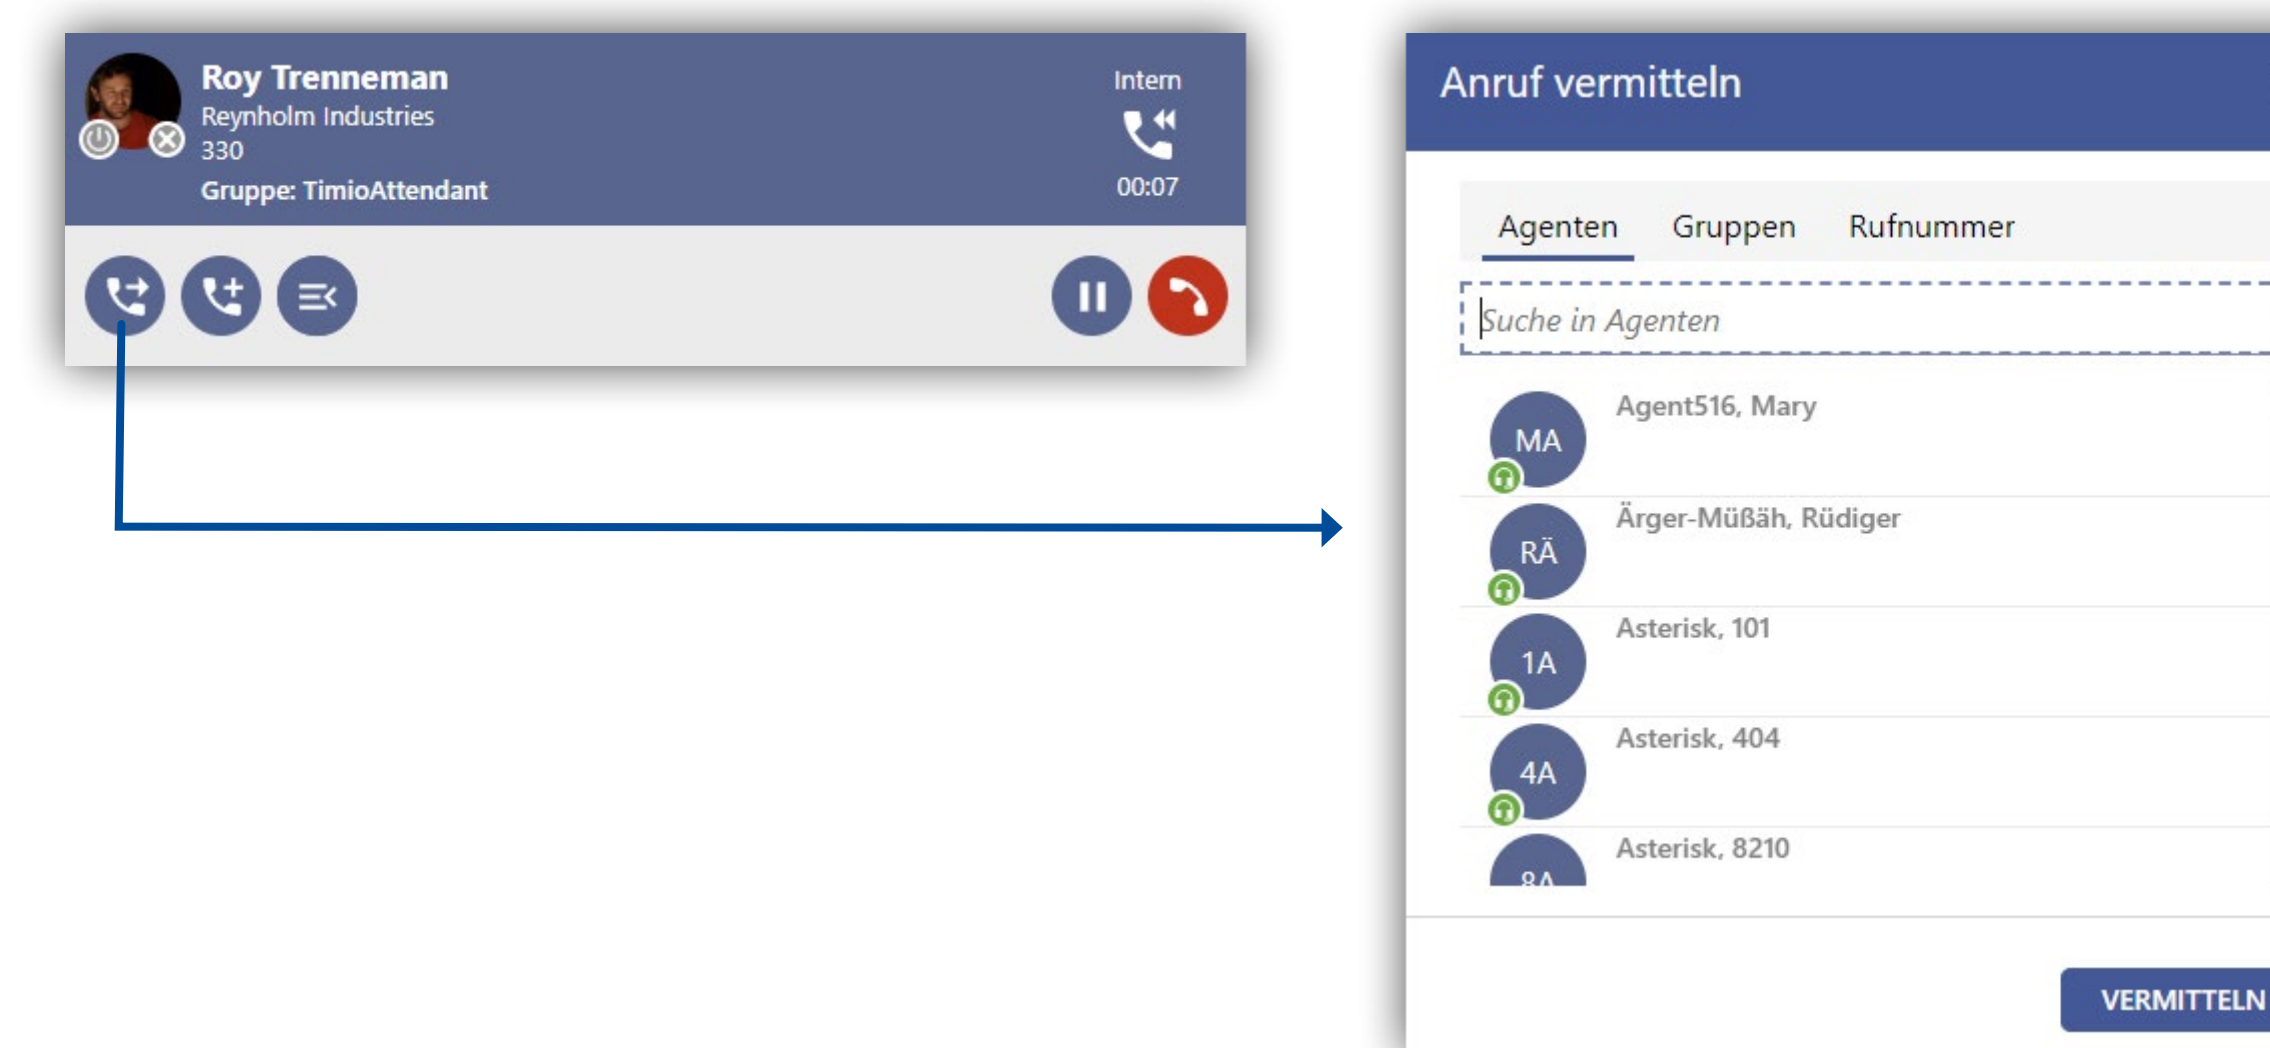 Roy Trenneman
Reynholm Industries
330
Gruppe: TimioAttendant
Intern
00:07
Anruf vermitteln
Agenten Gruppen Rufnummer
Suche in Agenten
MA
Agent516, Mary
RÄ
Ärger-Müßäh, Rüdiger
1A
Asterisk, 101
4A
Asterisk, 404
8A
Asterisk, 8210
VERMITTELN